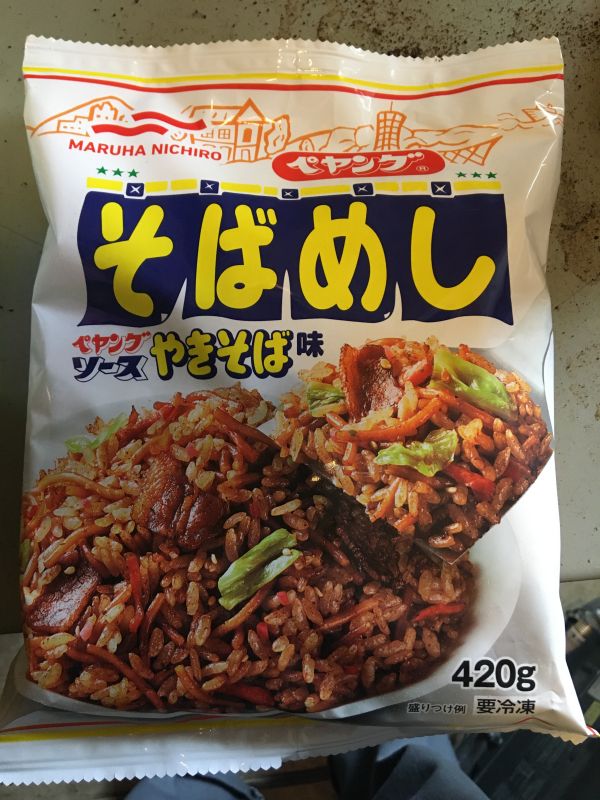 MARUHA NICHIRO
ペヤング®
そばめし
ペヤング
ソース
やきそば味
420g
盛りつけ例 要冷凍